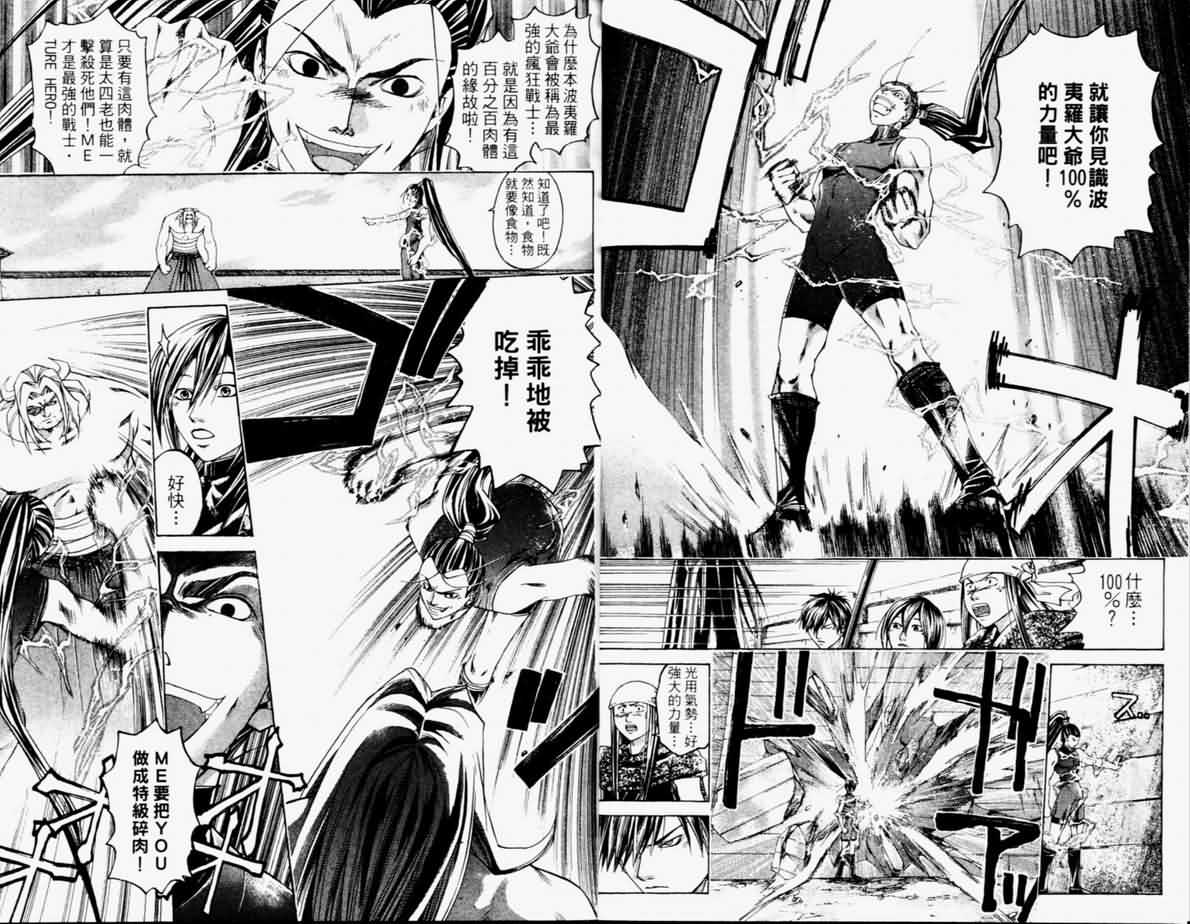 就讓你見識波
夷羅大爺100%
的力量吧！
什麼…
100%？
ス…
ドドア
光用氣勢…好
強大的力量…
為什麼本波夷羅
大爺會被稱為最
強的瘋狂戰士…
就是因為有這
百分之百肉體
的緣故啦！
只要有這肉體，就
算是太四老也能一
擊殺死他們！ME
才是最強的戰士．
TURE HERO！
知道了吧！既
然知道，食物
就要像食物…
乖乖地被
吃掉！
好快…
ME要把YOU
做成特級碎肉！